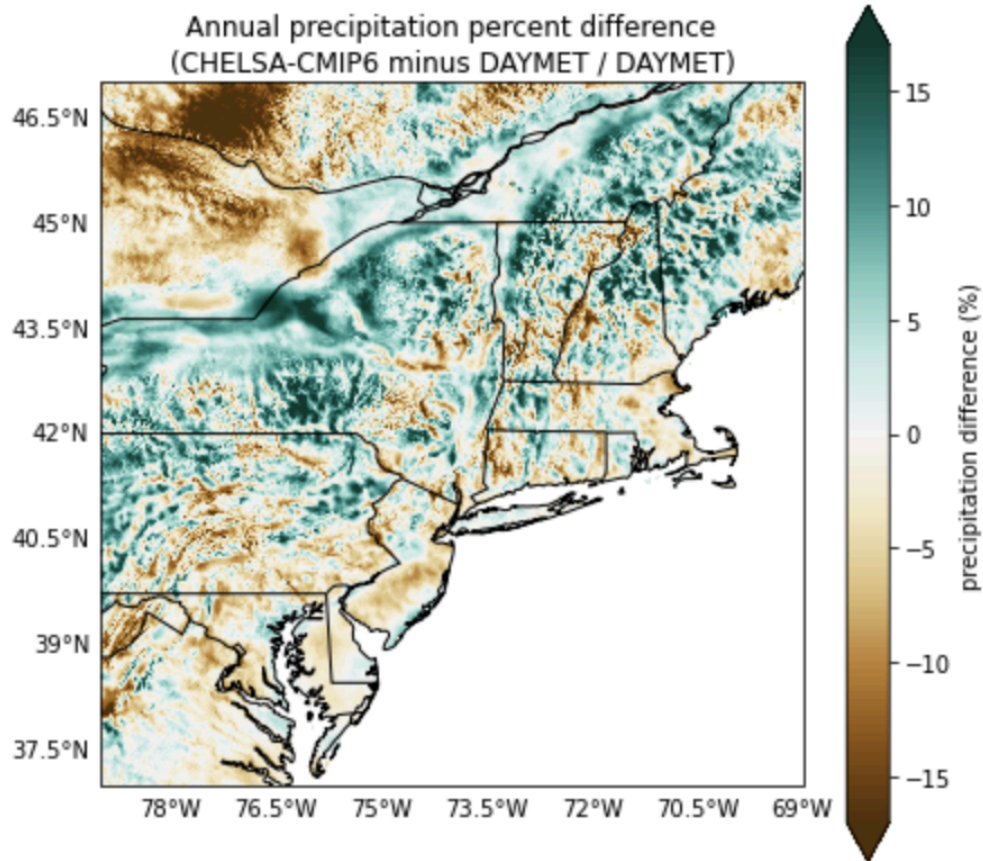 Annual precipitation percent difference
(CHELSA-CMIP6 minus DAYMET / DAYMET)
46.5°N
45°N
43.5°N
42°N
40.5°N
39°N
37.5°N
78°W 76.5°W 75°W 73.5°W 72°W 70.5°W 69°W
15
10
5
0
−5
−10
−15
precipitation difference (%)